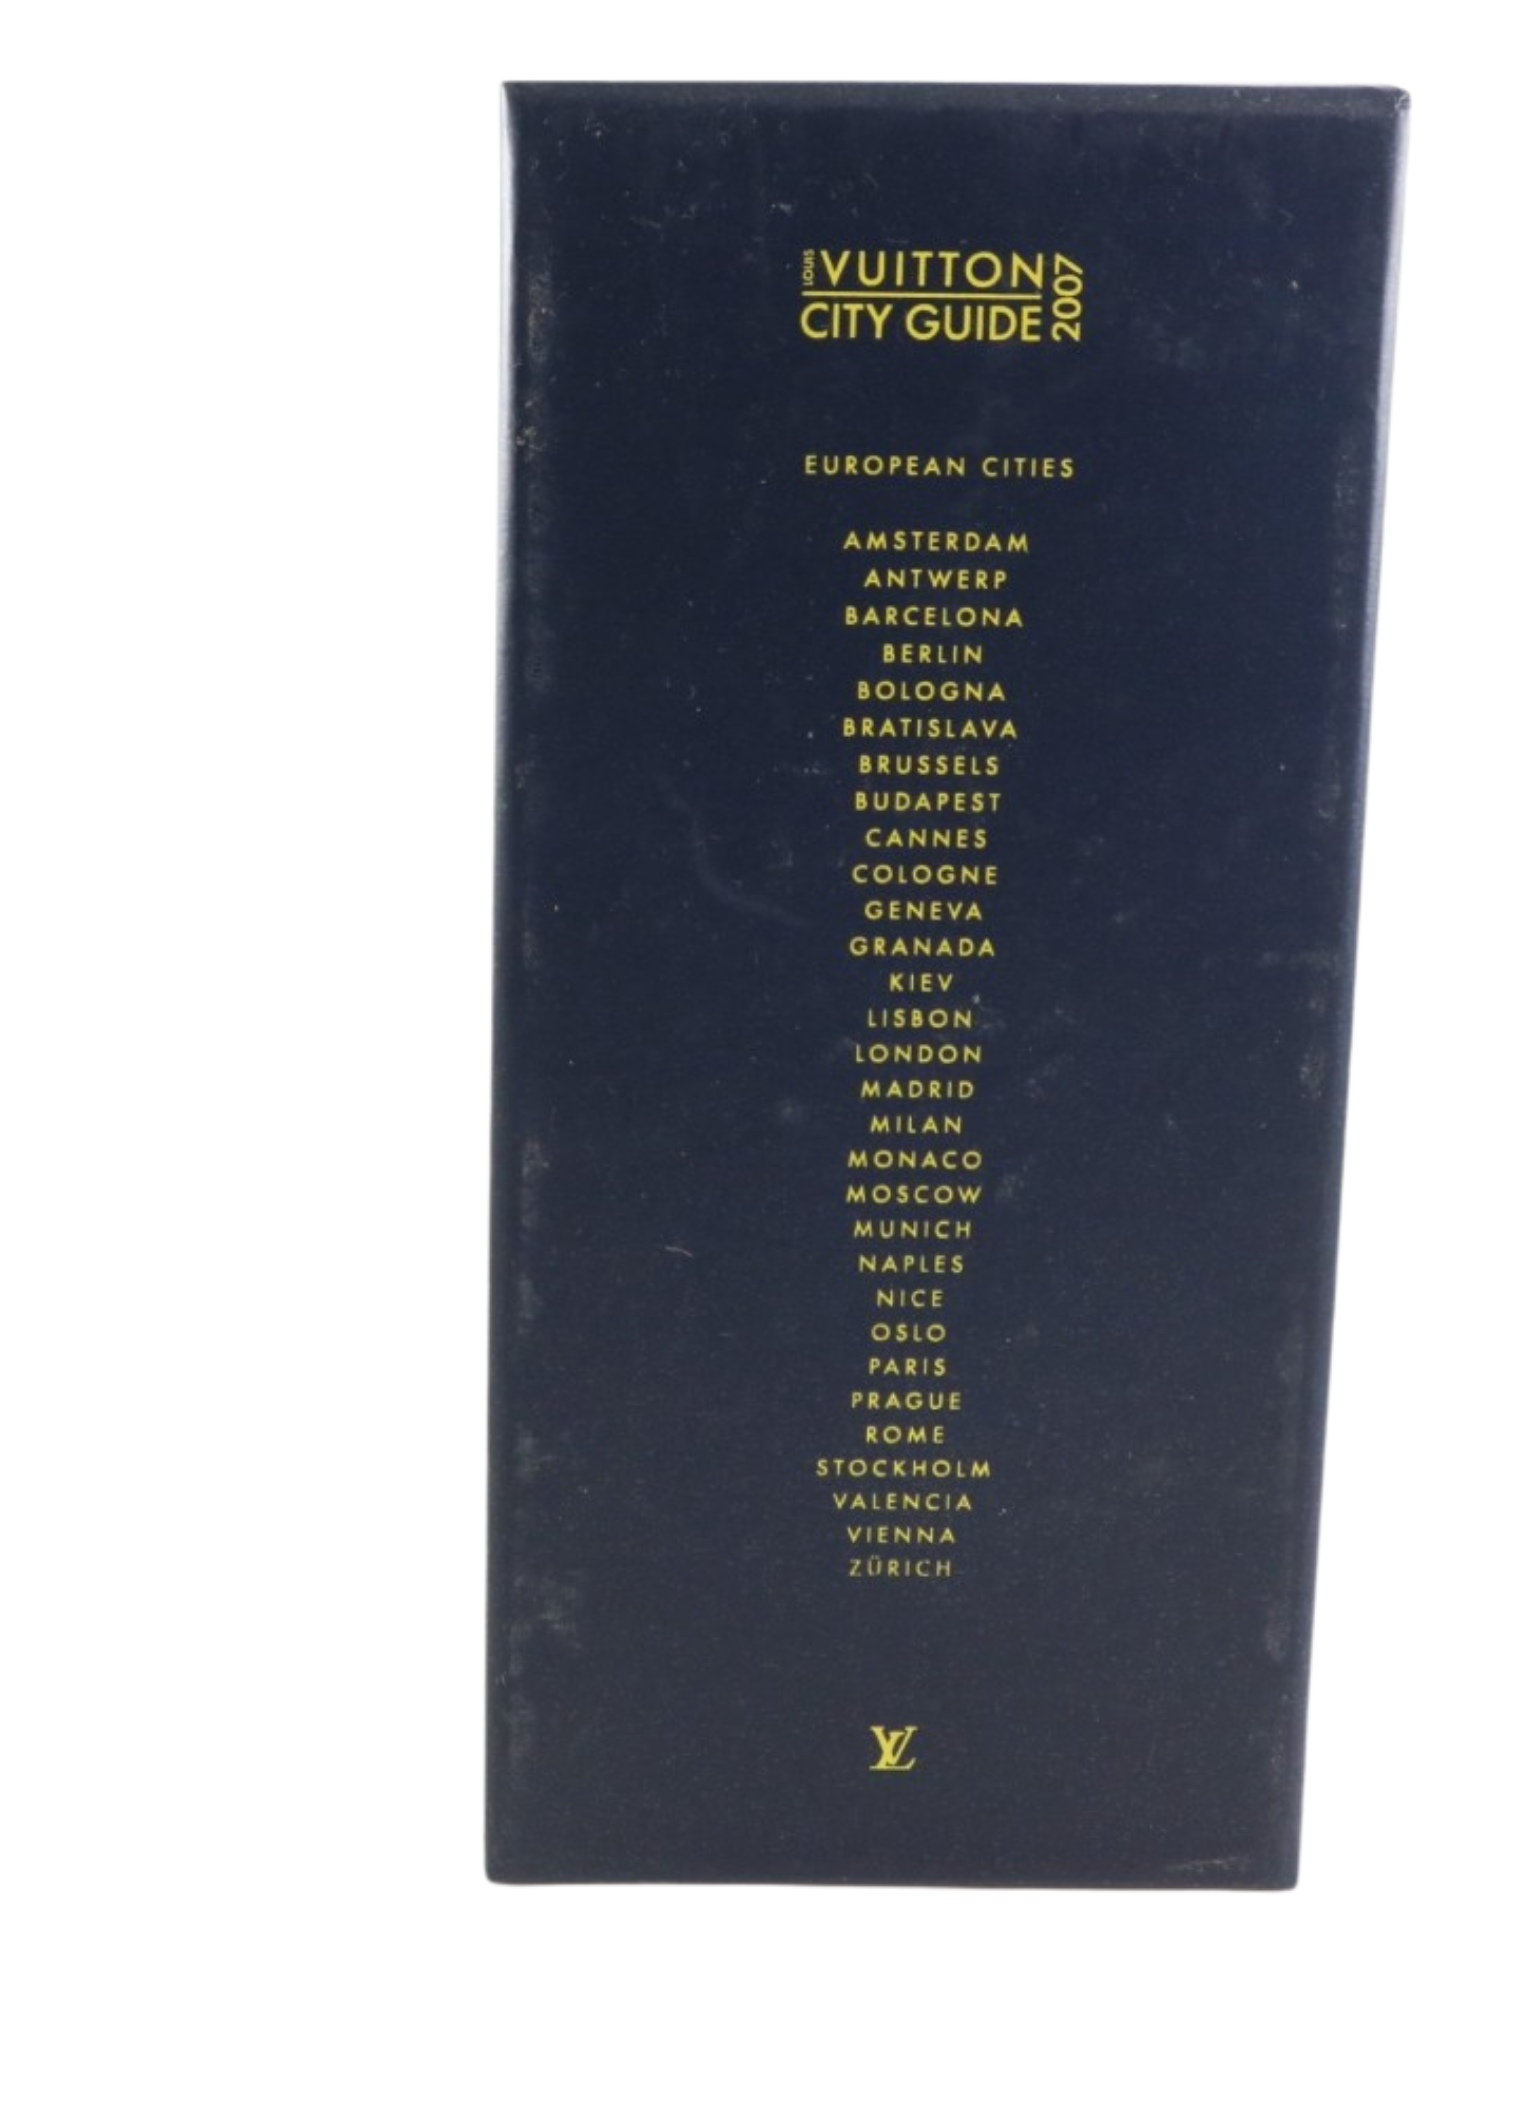 LOUIS VUITTON
CITY GUIDE 2007
EUROPEAN CITIES
AMSTERDAM
ANTWERP
BARCELONA
BERLIN
BOLOGNA
BRATISLAVA
BRUSSELS
BUDAPEST
CANNES
COLOGNE
GENEVA
GRANADA
KIEV
LISBON
LONDON
MADRID
MILAN
MONACO
MOSCOW
MUNICH
NAPLES
NICE
OSLO
PARIS
PRAGUE
ROME
STOCKHOLM
VALENCIA
VIENNA
ZÜRICH
LV